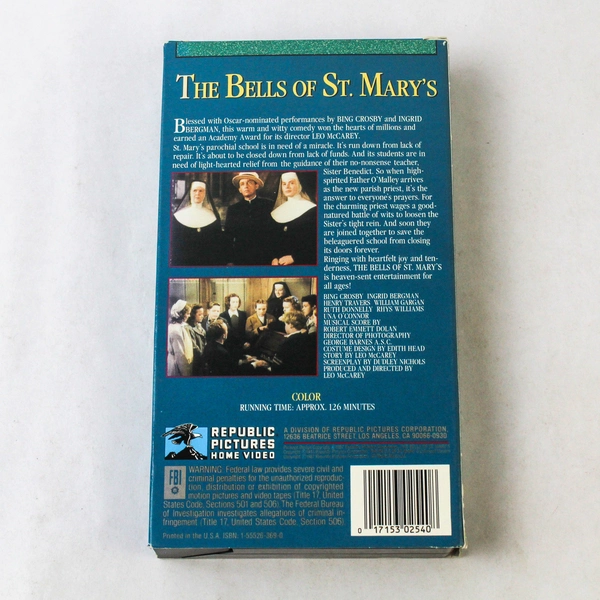 THE BELLS OF ST. MARY'S
Blessed with Oscar-nominated performances by BING CROSBY and INGRID
BERGMAN, this warm and witty comedy won the hearts of millions and
earned an Academy Award for its director LEO McCAREY.
St. Mary's parochial school is in need of a miracle. It's run down from lack of
repair. It's about to be closed down from lack of funds. And its students are in
need of light-hearted relief from the guidance of their no-nonsense teacher,
Sister Benedict. So when high-
spirited Father O'Malley arrives
as the new parish priest, it's the
answer to everyone's prayers. For
the charming priest wages a good-
natured battle of wits to loosen the
Sister's tight rein. And soon they
are joined together to save the
beleaguered school from closing
its doors forever.
Ringing with heartfelt joy and ten-
derness, THE BELLS OF ST. MARY'S
is heaven-sent entertainment for
all ages!
BING CROSBY INGRID BERGMAN
HENRY TRAVERS WILLIAM GARGAN
RUTH DONNELLY RHYS WILLIAMS
UNA O'CONNOR
MUSICAL SCORE BY
ROBERT EMMETT DOLAN
DIRECTOR OF PHOTOGRAPHY
GEORGE BARNES A.S.C.
COSTUME DESIGN BY EDITH HEAD
STORY BY LEO McCAREY
SCREENPLAY BY DUDLEY NICHOLS
PRODUCED AND DIRECTED BY
LEO McCAREY
COLOR
RUNNING TIME: APPROX. 126 MINUTES
REPUBLIC
PICTURES
HOME VIDEO
A DIVISION OF REPUBLIC PICTURES CORPORATION
12636 BEATRICE STREET LOS ANGELES, CA 90066-0930
FBI
WARNING: Federal law provides severe civil and
criminal penalties for the unauthorized reproduc-
tion, distribution or exhibition of copyrighted
motion pictures and video tapes (Title 17, United
States Code, Sections 501 and 506). The Federal Bureau
of Investigation investigates allegations of criminal in-
fringement (Title 17, United States Code, Section 506).
Printed in the U.S.A. ISBN:
0 17153 02540